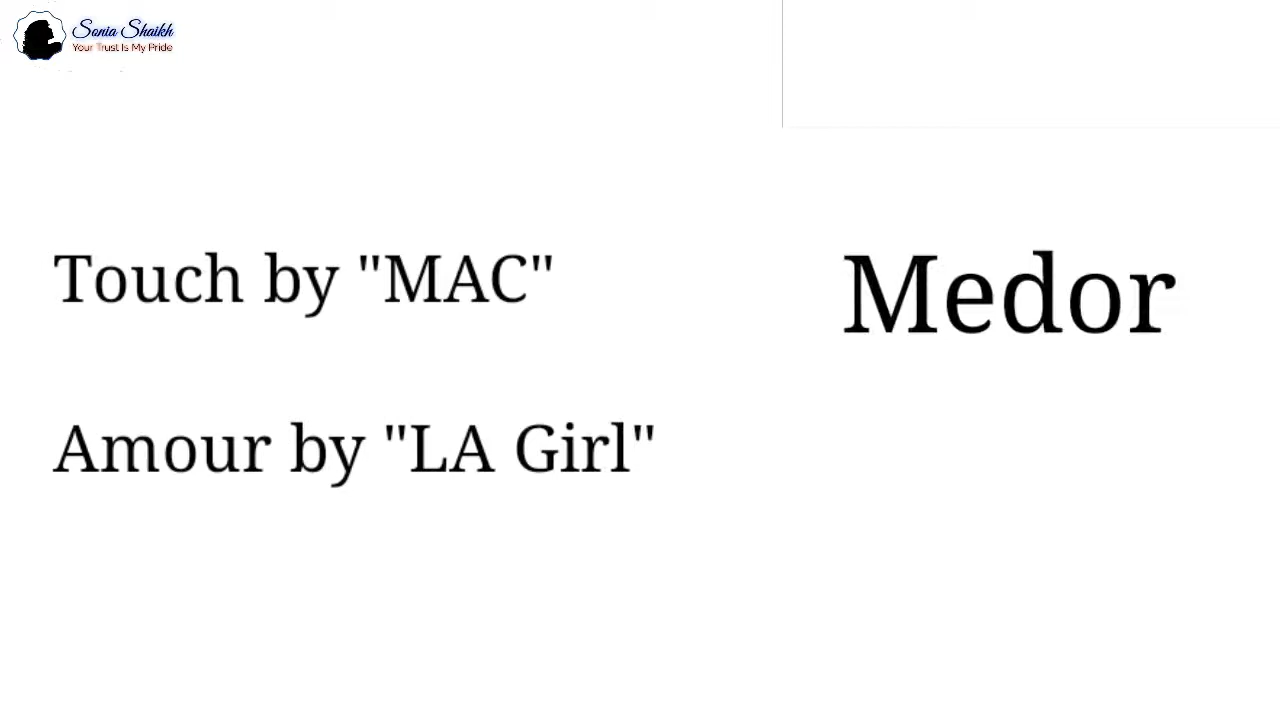 Sonia Shaikh
Your Trust Is My Pride
Touch by "MAC"
Medor
Amour by "LA Girl"